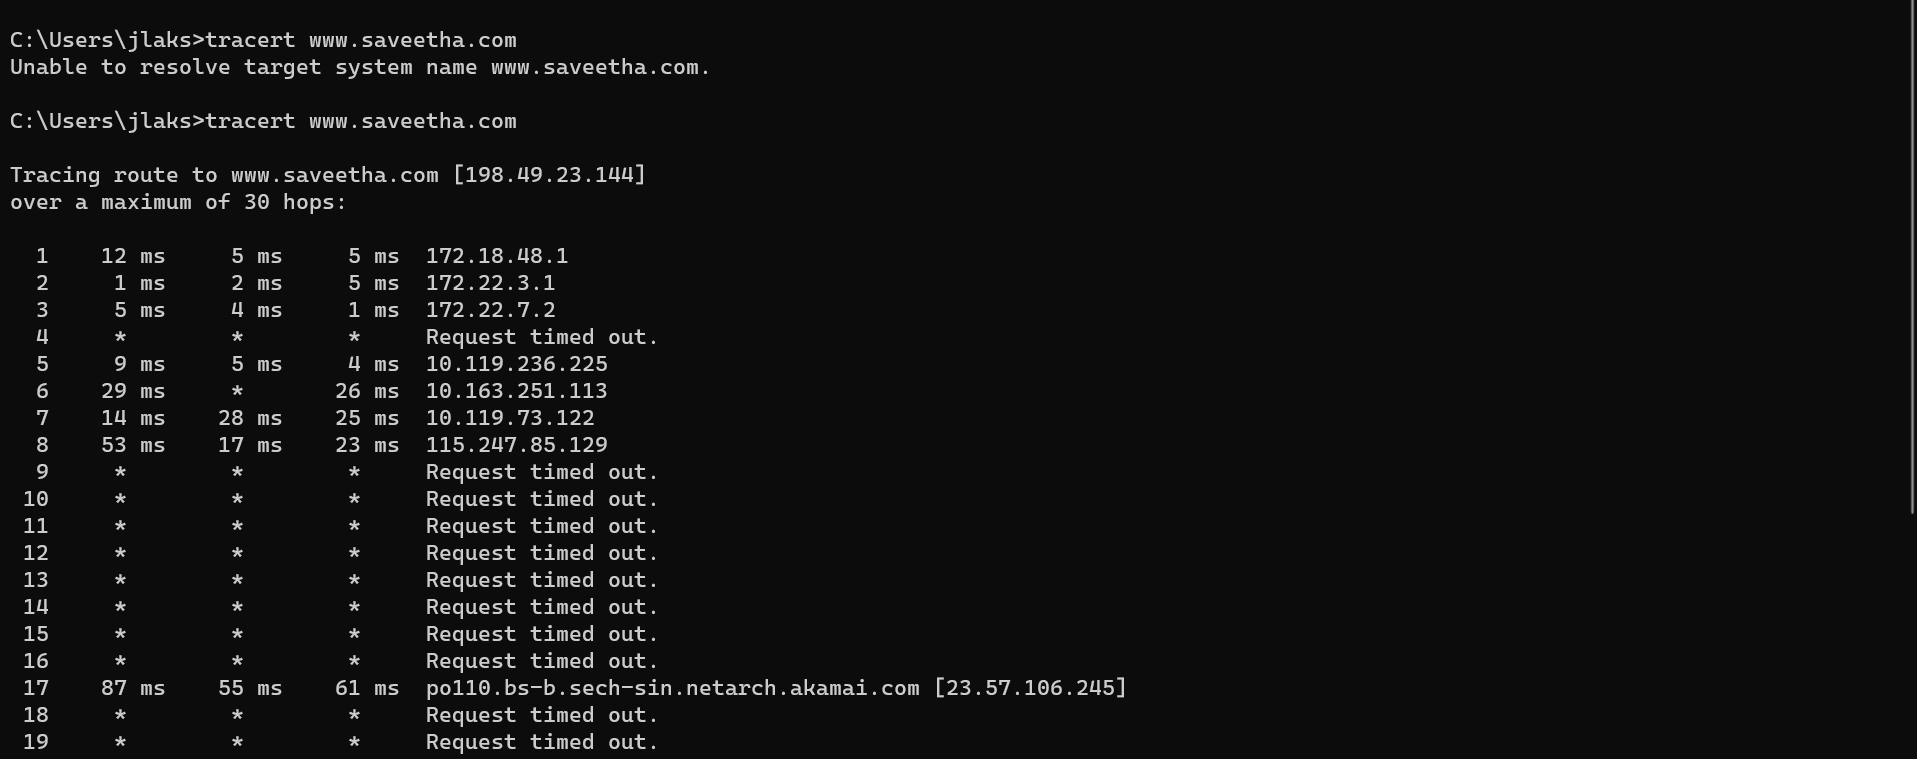 C:\Users\jlaks>tracert www.saveetha.com
Unable to resolve target system name www.saveetha.com.
C:\Users\jlaks>tracert www.saveetha.com
Tracing route to www.saveetha.com [198.49.23.144]
over a maximum of 30 hops:
  1    12 ms     5 ms     5 ms  172.18.48.1
  2     1 ms     2 ms     5 ms  172.22.3.1
  3     5 ms     4 ms     1 ms  172.22.7.2
  4     *        *        *     Request timed out.
  5     9 ms     5 ms     4 ms  10.119.236.225
  6    29 ms     *       26 ms  10.163.251.113
  7    14 ms    28 ms    25 ms  10.119.73.122
  8    53 ms    17 ms    23 ms  115.247.85.129
  9     *        *        *     Request timed out.
 10     *        *        *     Request timed out.
 11     *        *        *     Request timed out.
 12     *        *        *     Request timed out.
 13     *        *        *     Request timed out.
 14     *        *        *     Request timed out.
 15     *        *        *     Request timed out.
 16     *        *        *     Request timed out.
 17    87 ms    55 ms    61 ms  po110.bs-b.sech-sin.netarch.akamai.com [23.57.106.245]
 18     *        *        *     Request timed out.
 19     *        *        *     Request timed out.